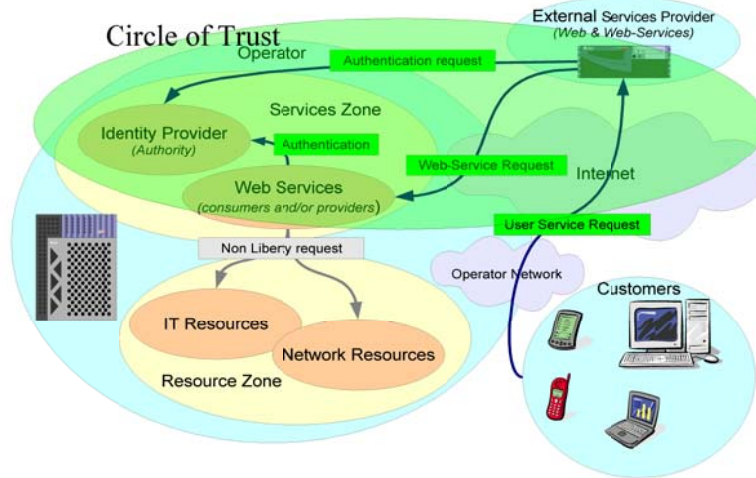 External Services Provider
(Web & Web-Services)
Circle of Trust
Operator
Authentication request
Services Zone
Identity Provider
(Authority)
Authentication
Web-Service Request
Internet
Web Services
(consumers and/or providers)
User Service Request
Non Liberty request
Operator Network
Customers
IT Resources
Network Resources
Resource Zone